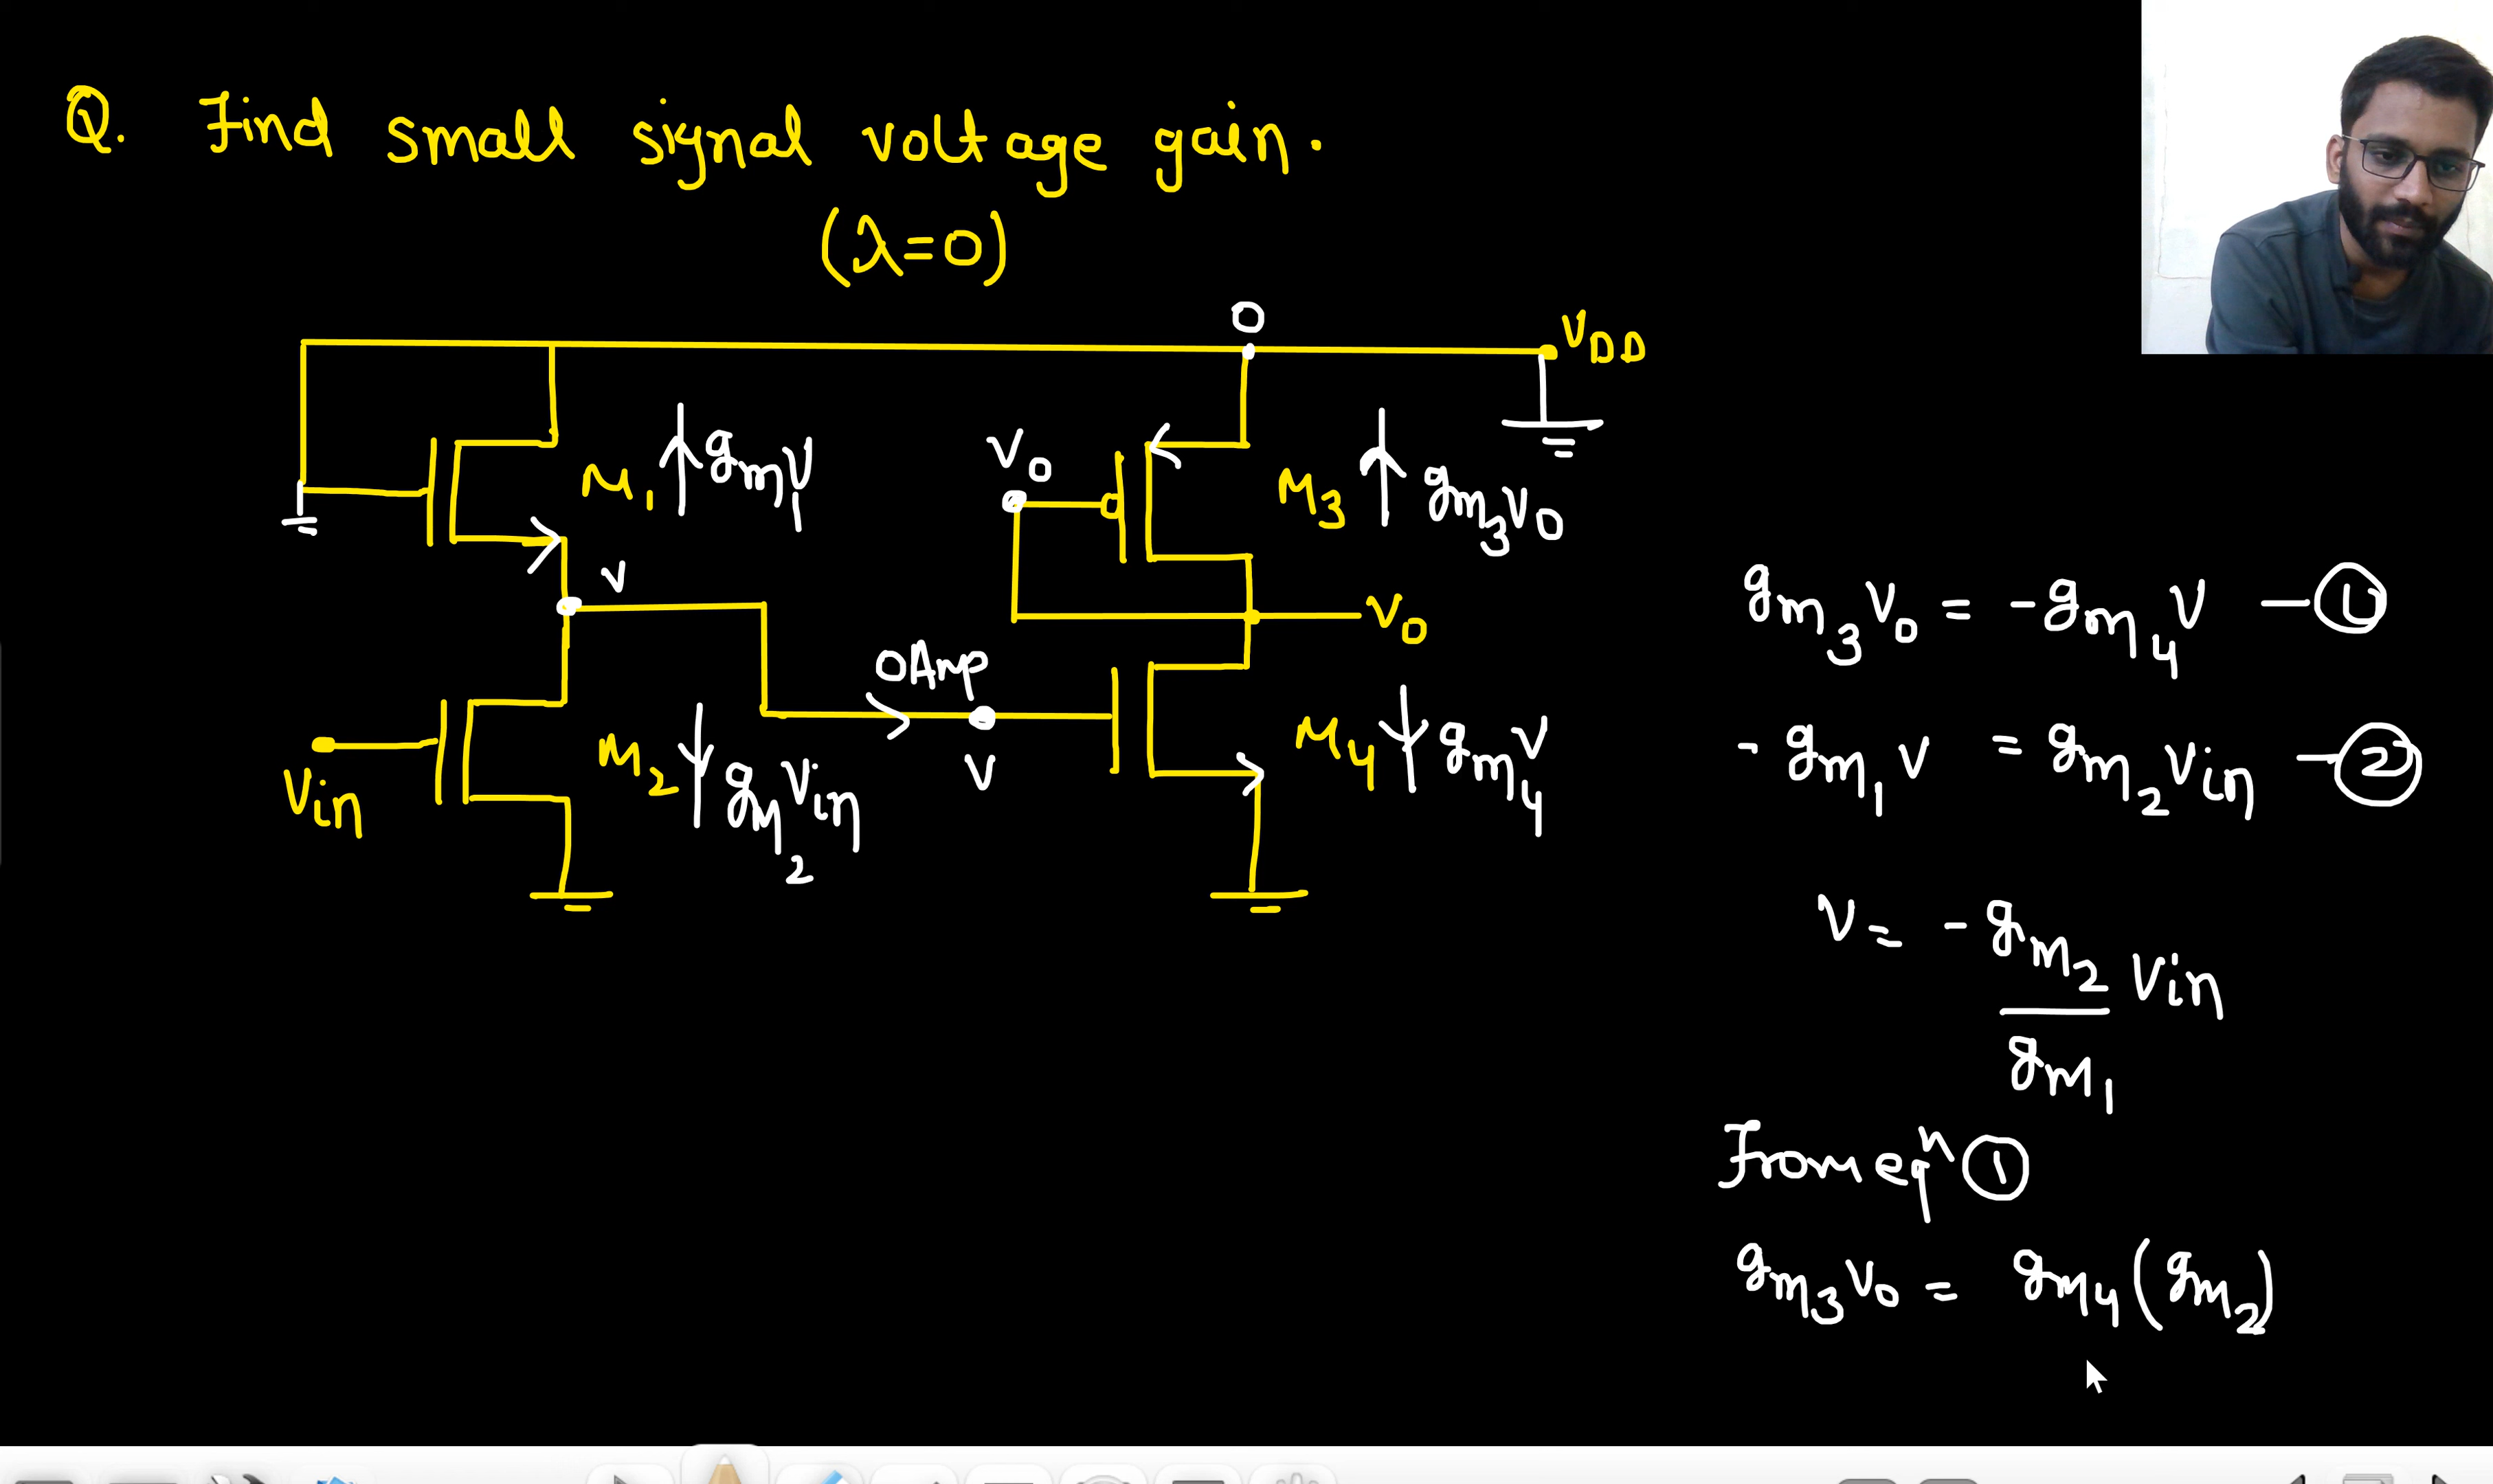 Q. Find small signal voltage gain.
(λ=0)
0
VDD
M1
gm1V
V0
M3
gm3V0
V
V0
0Amp
Vin
M2
gm2Vin
V
M4
gm4V
gm3V0 = -gm4V — ①
- gm1V = gm2Vin — ②
V = - gm2/gm1 Vin
From eqn ①
gm3V0 = gm4(gm2)